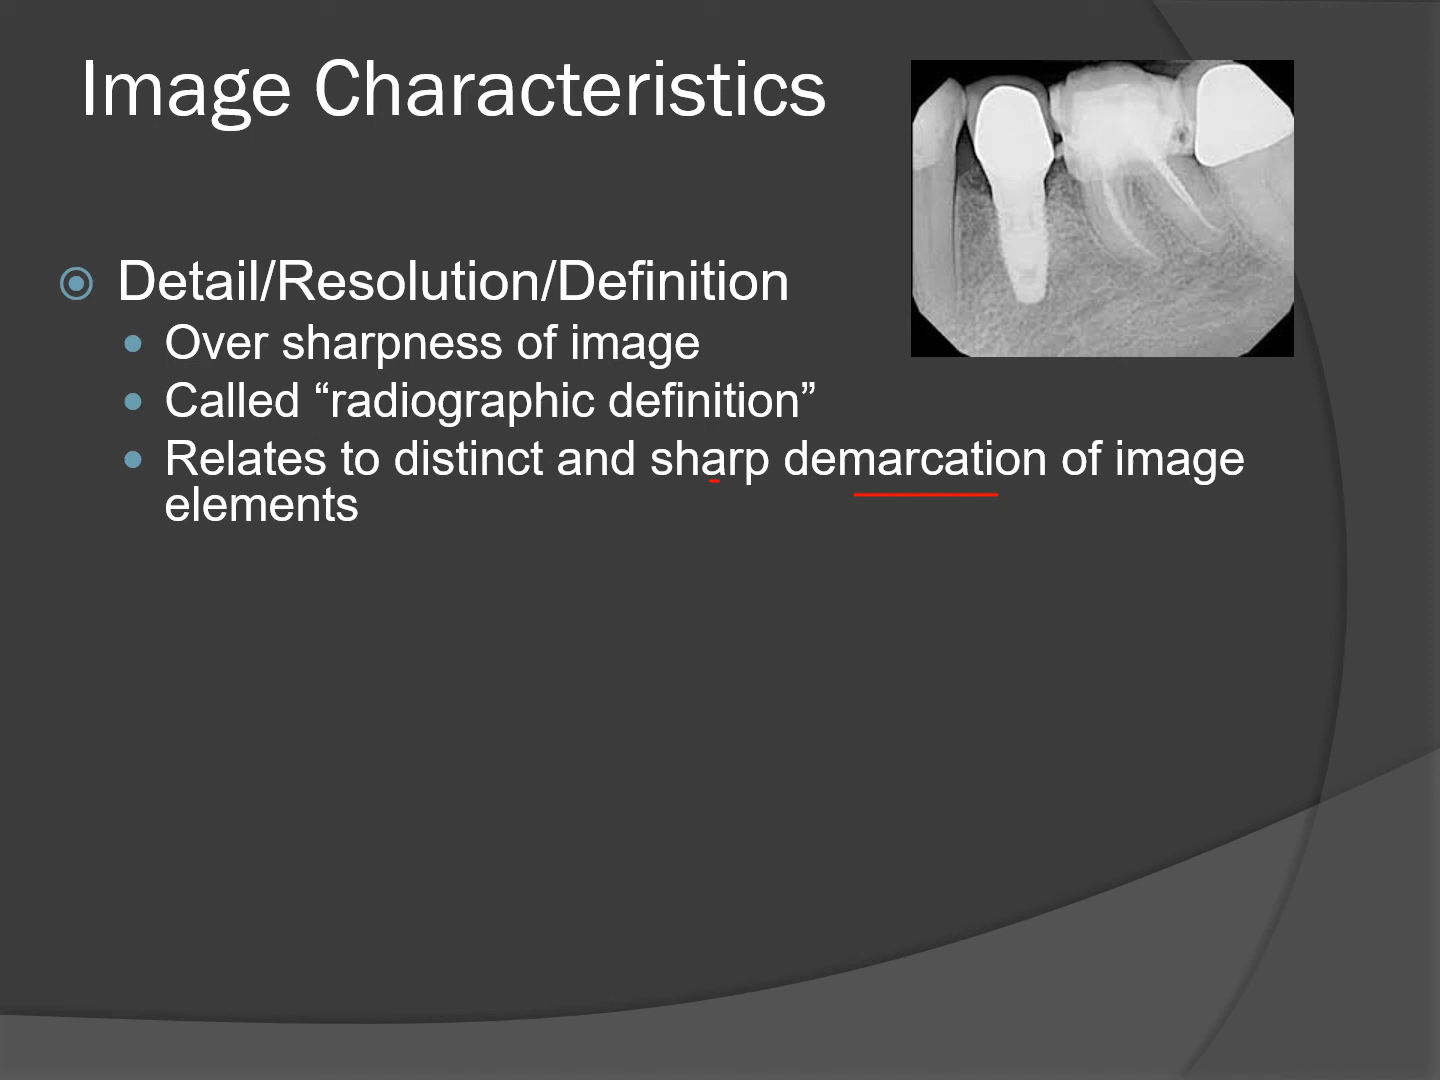 Image Characteristics
Detail/Resolution/Definition
Over sharpness of image
Called “radiographic definition”
Relates to distinct and sharp demarcation of image
elements